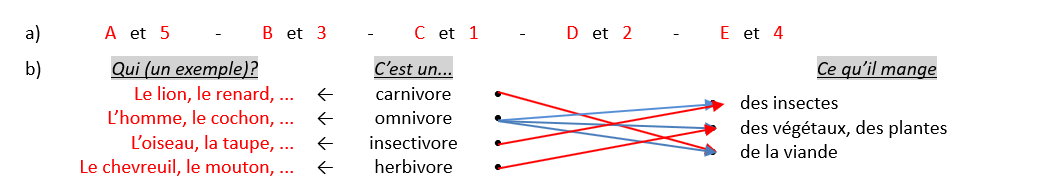 a) A et 5 - B et 3 - C et 1 - D et 2 - E et 4
b) Qui (un exemple)? C’est un... Ce qu’il mange
Le lion, le renard, ... ← carnivore
des insectes
L’homme, le cochon, ... ← omnivore
des végétaux, des plantes
L’oiseau, la taupe, ... ← insectivore
de la viande
Le chevreuil, le mouton, ... ← herbivore